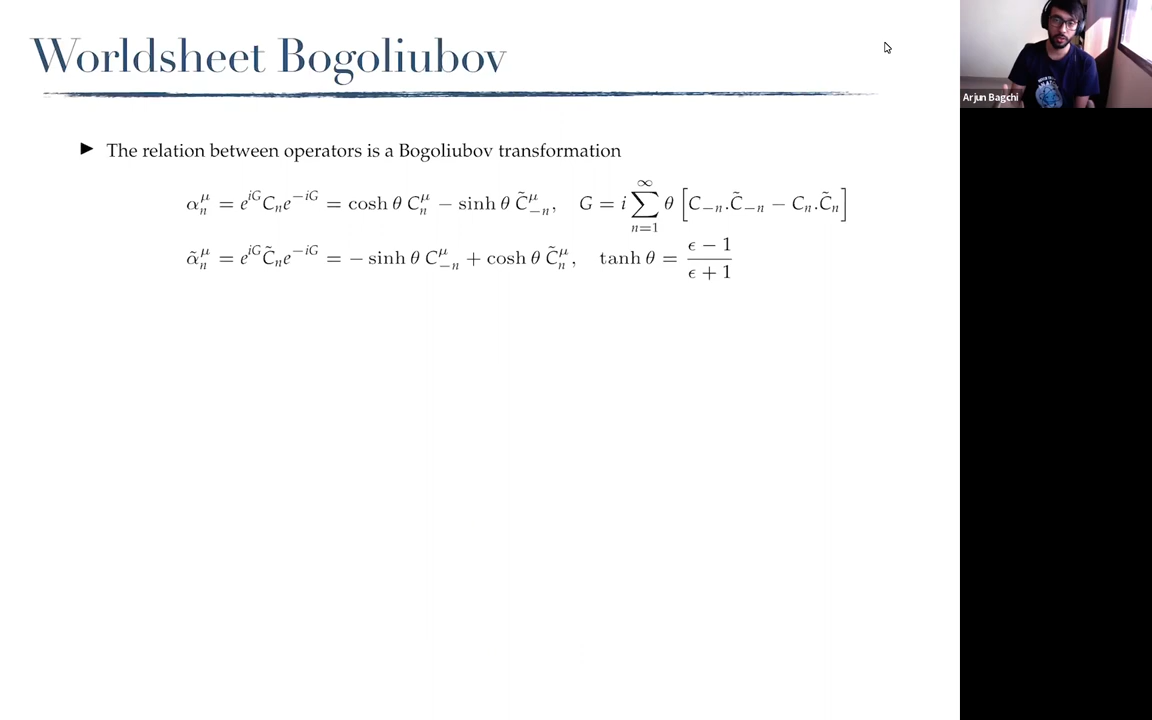 Worldsheet Bogoliubov
▶ The relation between operators is a Bogoliubov transformation
α_n^μ = e^{iG} C_n e^{-iG} = cosh θ C_n^μ − sinh θ C̃_{-n}^μ, G = i ∑_{n=1}^{∞} θ [C_{-n}.C̃_{-n} − C_n.C̃_n]
α̃_n^μ = e^{iG} C̃_n e^{-iG} = − sinh θ C_{-n}^μ + cosh θ C̃_n^μ, tanh θ = (ϵ − 1)/(ϵ + 1)
Arjun Bagchi